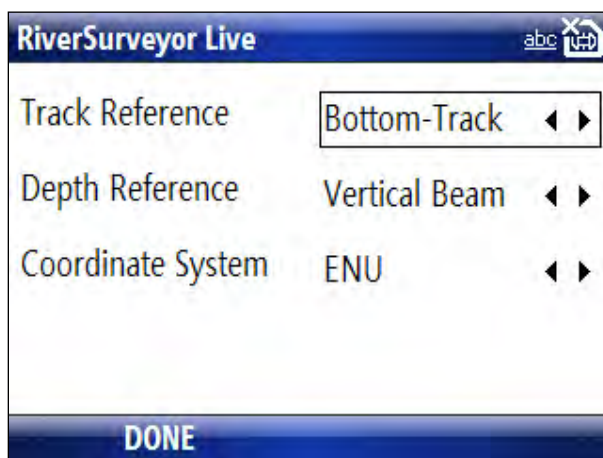 RiverSurveyor Live abc
Track Reference Bottom-Track
Depth Reference Vertical Beam
Coordinate System ENU
DONE